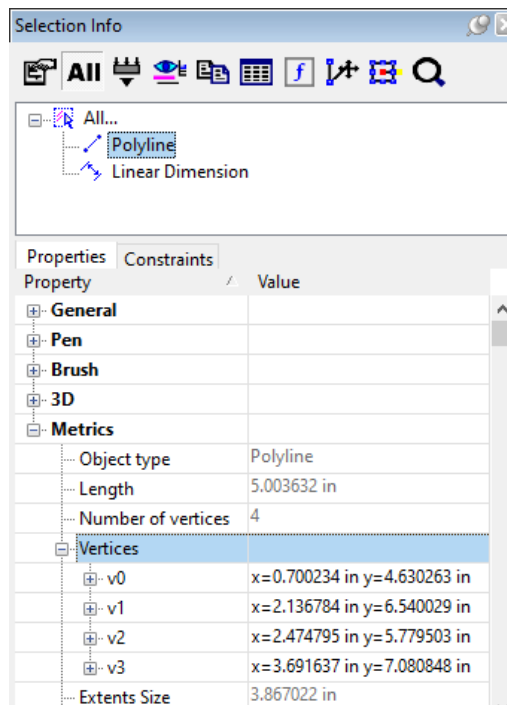 Selection Info
All
f
All...
Polyline
Linear Dimension
Properties Constraints
Property Value
General
Pen
Brush
3D
Metrics
Object type Polyline
Length 5.003632 in
Number of vertices 4
Vertices
v0 x=0.700234 in y=4.630263 in
v1 x=2.136784 in y=6.540029 in
v2 x=2.474795 in y=5.779503 in
v3 x=3.691637 in y=7.080848 in
Extents Size 3.867022 in